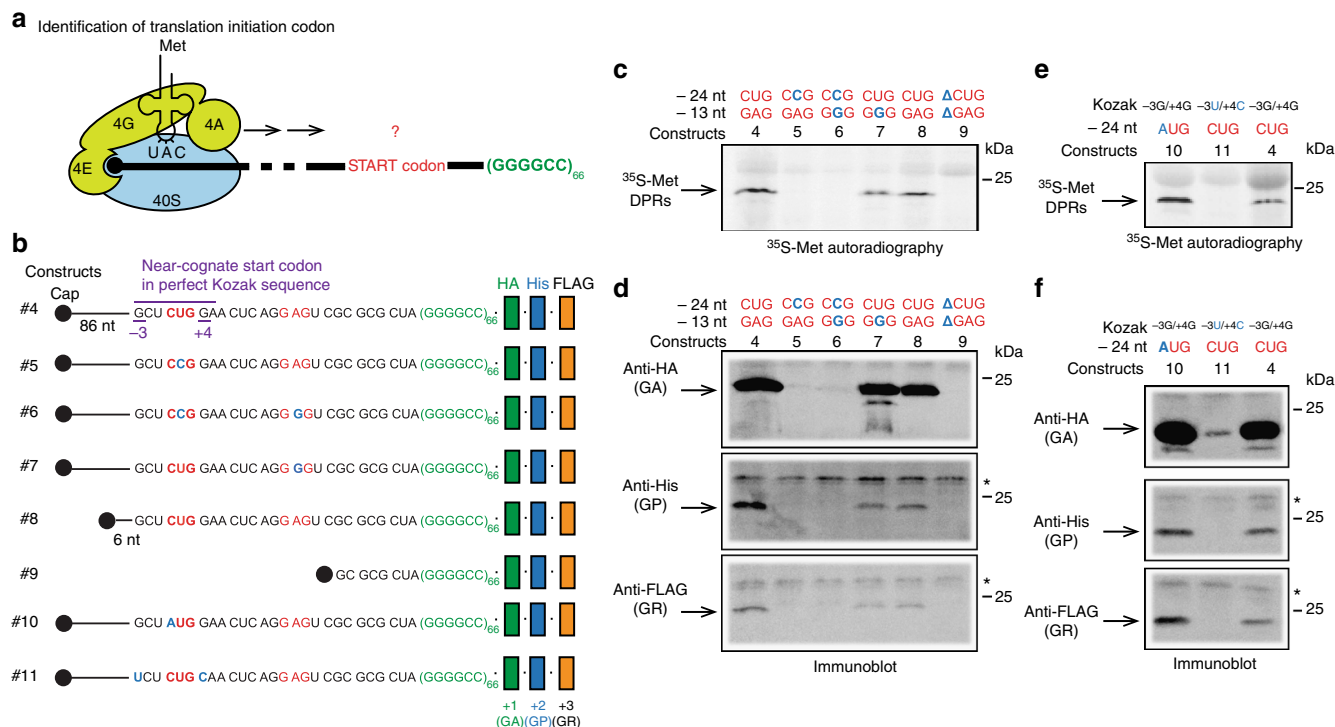 a
Identification of translation initiation codon
Met
4G
4A
?
UAC
4E
START codon
(GGGGCC)66
40S
b
Constructs
Near-cognate start codon
in perfect Kozak sequence
HA His FLAG
Cap
#4 GCU CUG GAA CUC AGG AGU CGC GCG CUA(GGGGCC)66
86 nt
−3 +4
#5 GCU CCG GAA CUC AGG AGU CGC GCG CUA(GGGGCC)66
#6 GCU CCG GAA CUC AGG GGU CGC GCG CUA(GGGGCC)66
#7 GCU CUG GAA CUC AGG GGU CGC GCG CUA(GGGGCC)66
#8 GCU CUG GAA CUC AGG AGU CGC GCG CUA(GGGGCC)66
6 nt
#9 GC GCG CUA(GGGGCC)66
#10 GCU AUG GAA CUC AGG AGU CGC GCG CUA(GGGGCC)66
#11 UCU CUG CAA CUC AGG AGU CGC GCG CUA(GGGGCC)66
+1 +2 +3
(GA) (GP) (GR)
c
− 24 nt CUG CCG CCG CUG CUG ΔCUG
− 13 nt GAG GAG GGG GGG GAG ΔGAG
Constructs 4 5 6 7 8 9
kDa
25
35S-Met
DPRs
35S-Met autoradiography
d
− 24 nt CUG CCG CCG CUG CUG ΔCUG
− 13 nt GAG GAG GGG GGG GAG ΔGAG
Constructs 4 5 6 7 8 9
kDa
Anti-HA
(GA)
25
Anti-His
(GP)
*
25
Anti-FLAG
(GR)
*
25
Immunoblot
e
Kozak −3G/+4G −3U/+4C −3G/+4G
− 24 nt AUG CUG CUG
Constructs 10 11 4
kDa
25
35S-Met
DPRs
35S-Met autoradiography
f
Kozak −3G/+4G −3U/+4C −3G/+4G
− 24 nt AUG CUG CUG
Constructs 10 11 4
kDa
25
Anti-HA
(GA)
Anti-His
(GP)
*
25
Anti-FLAG
(GR)
*
25
Immunoblot